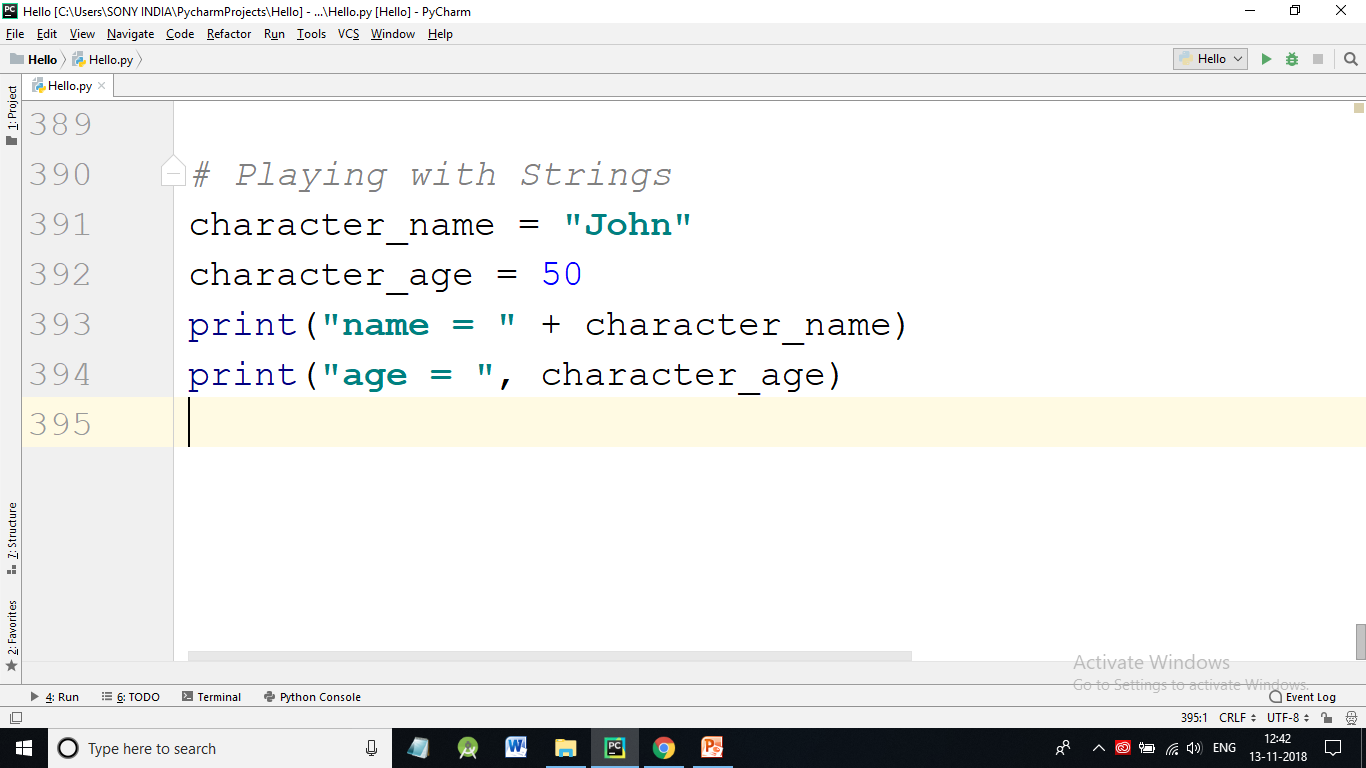 Hello [C:\Users\SONY INDIA\PycharmProjects\Hello] - ...\Hello.py [Hello] - PyCharm
File Edit View Navigate Code Refactor Run Tools VCS Window Help
Hello Hello.py Hello
Hello.py
1: Project
389
390 # Playing with Strings
391 character_name = "John"
392 character_age = 50
393 print("name = " + character_name)
394 print("age = ", character_age)
395
7: Structure
2: Favorites
Activate Windows
Go to Settings to activate Windows.
4: Run 6: TODO Terminal Python Console Event Log
395:1 CRLF UTF-8
Type here to search
ENG
12:42
13-11-2018